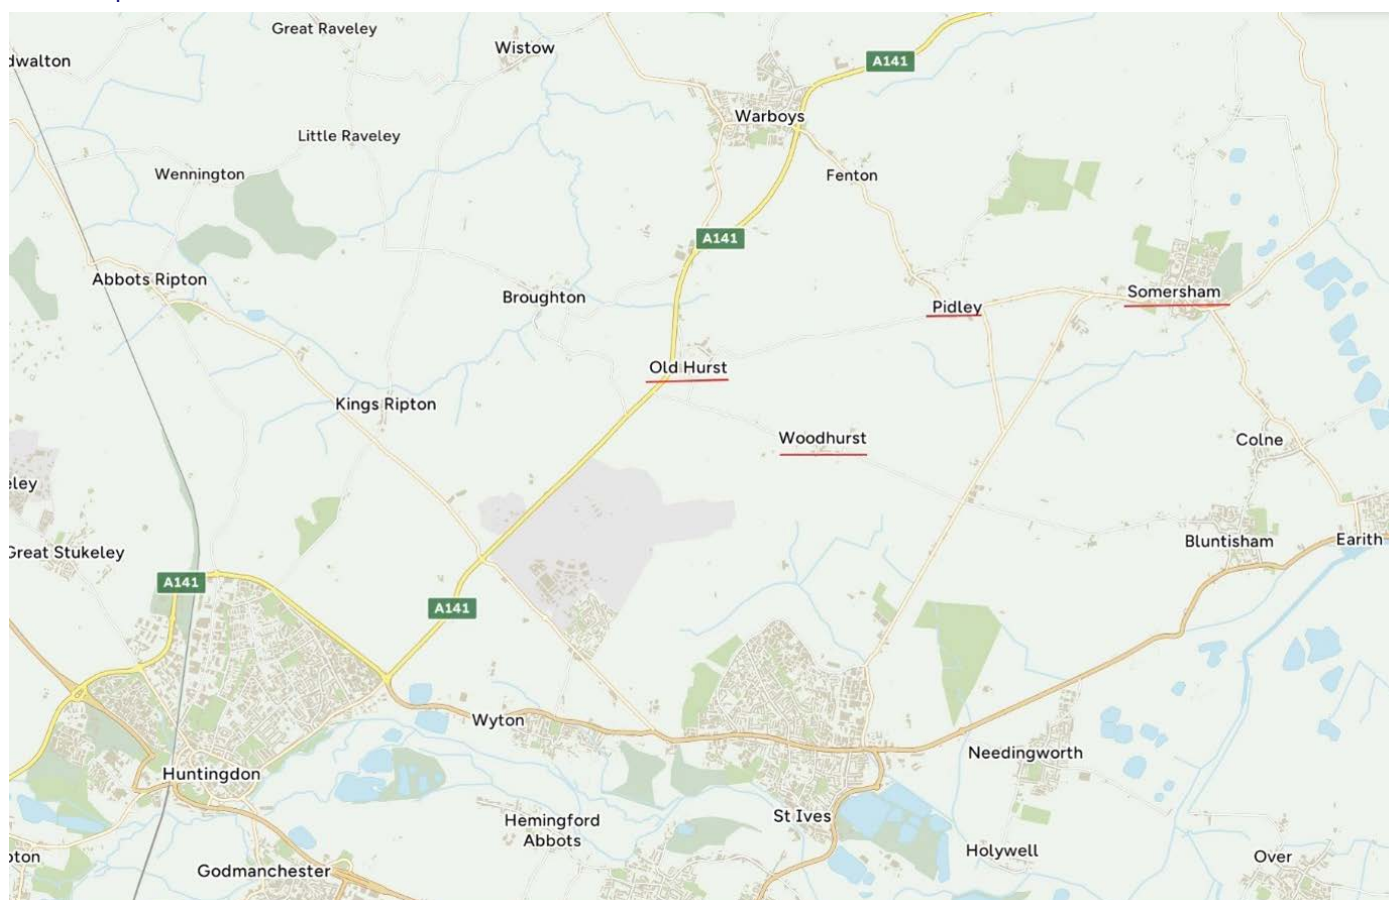 Great Raveley
Wistow
dwalton
A141
Warboys
Little Raveley
Wennington
Fenton
A141
Abbots Ripton
Broughton
Somersham
Pidley
Old Hurst
Kings Ripton
Woodhurst
Colne
eley
Great Stukeley
Bluntisham
Earith
A141
A141
Wyton
Needingworth
Huntingdon
St Ives
Hemingford
Abbots
Holywell
pton
Over
Godmanchester